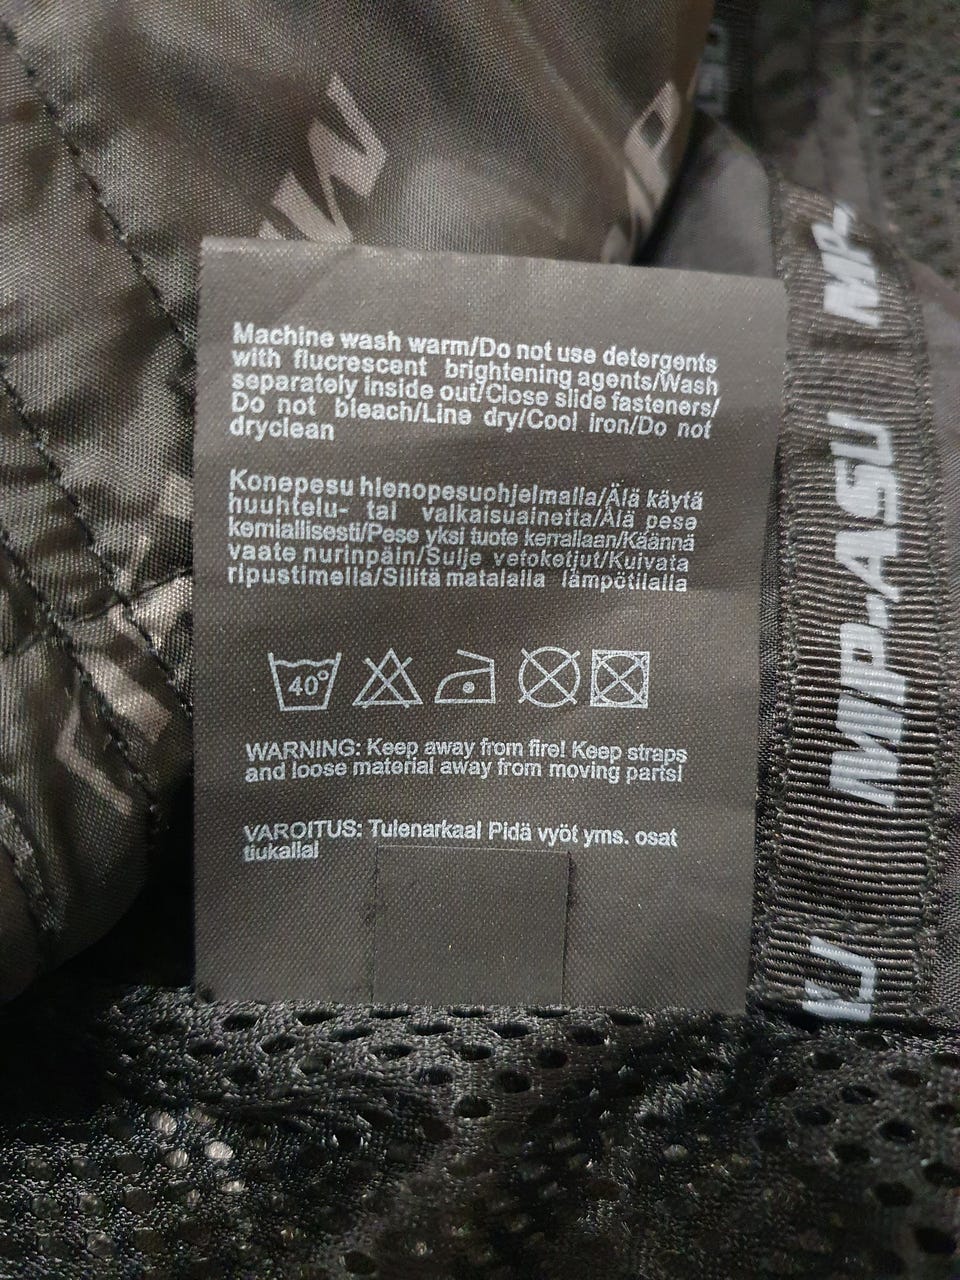 Machine wash warm/Do not use detergents
with flucrescent brightening agents/Wash
separately inside out/Close slide fasteners/
Do not bleach/Line dry/Cool iron/Do not
dryclean
Konepesu hienopesuohjelmalla/Älä käytä
huuhtelu- tai valkaisuainetta/Älä pese
kemiallisesti/Pese yksi tuote kerrallaan/Käännä
vaate nurinpäin/Sulje vetoketjut/Kuivata
ripustimella/Siliitä matalalla lämpötilalla
40°
WARNING: Keep away from fire! Keep straps
and loose material away from moving parts!
VAROITUS: Tulenarkaa! Pidä vyöt yms. osat
tiukalla!
MP-
MP-ASU
U